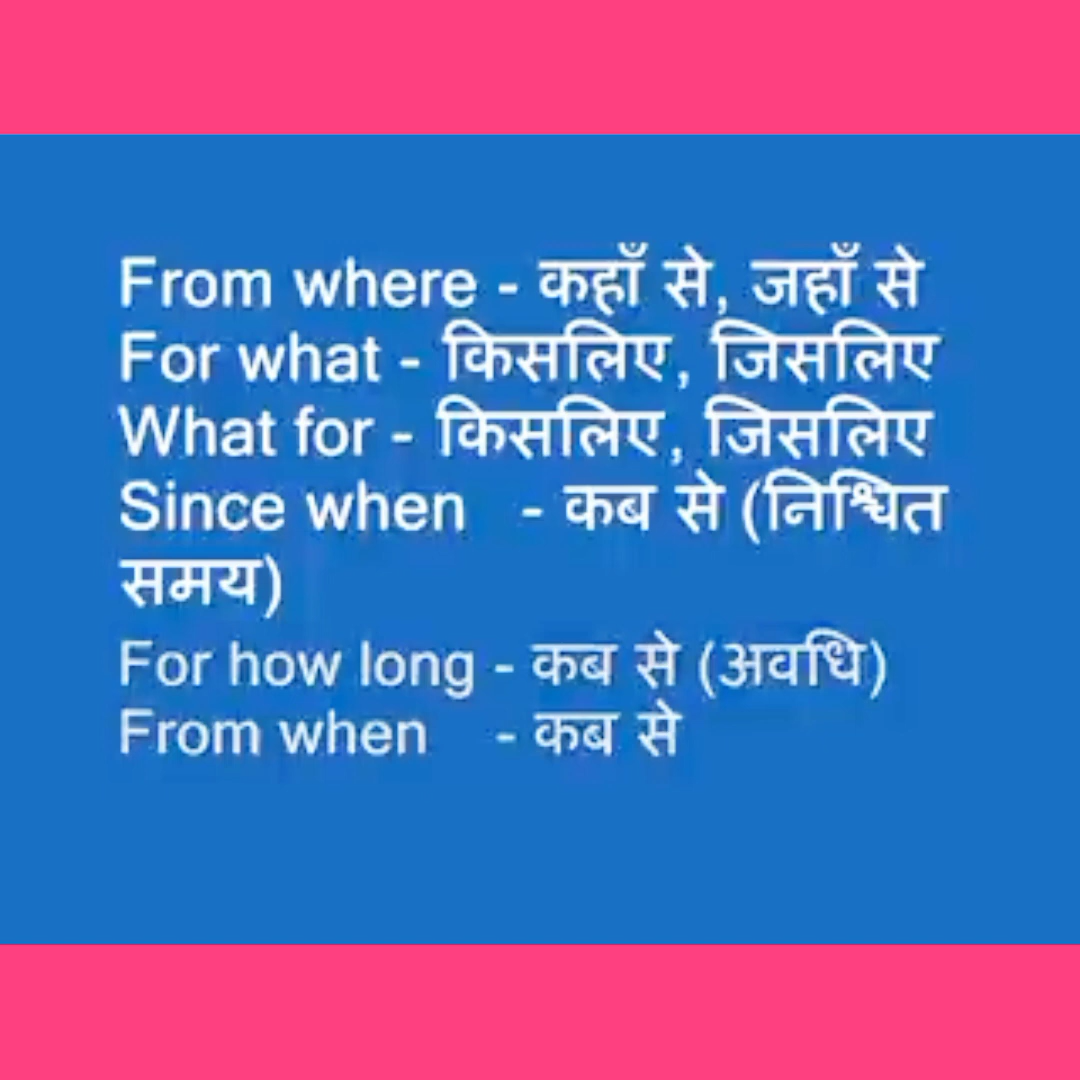 From where - कहाँ से, जहाँ से
For what - किसलिए, जिसलिए
What for - किसलिए, जिसलिए
Since when - कब से (निश्चित
समय)
For how long - कब से (अवधि)
From when - कब से